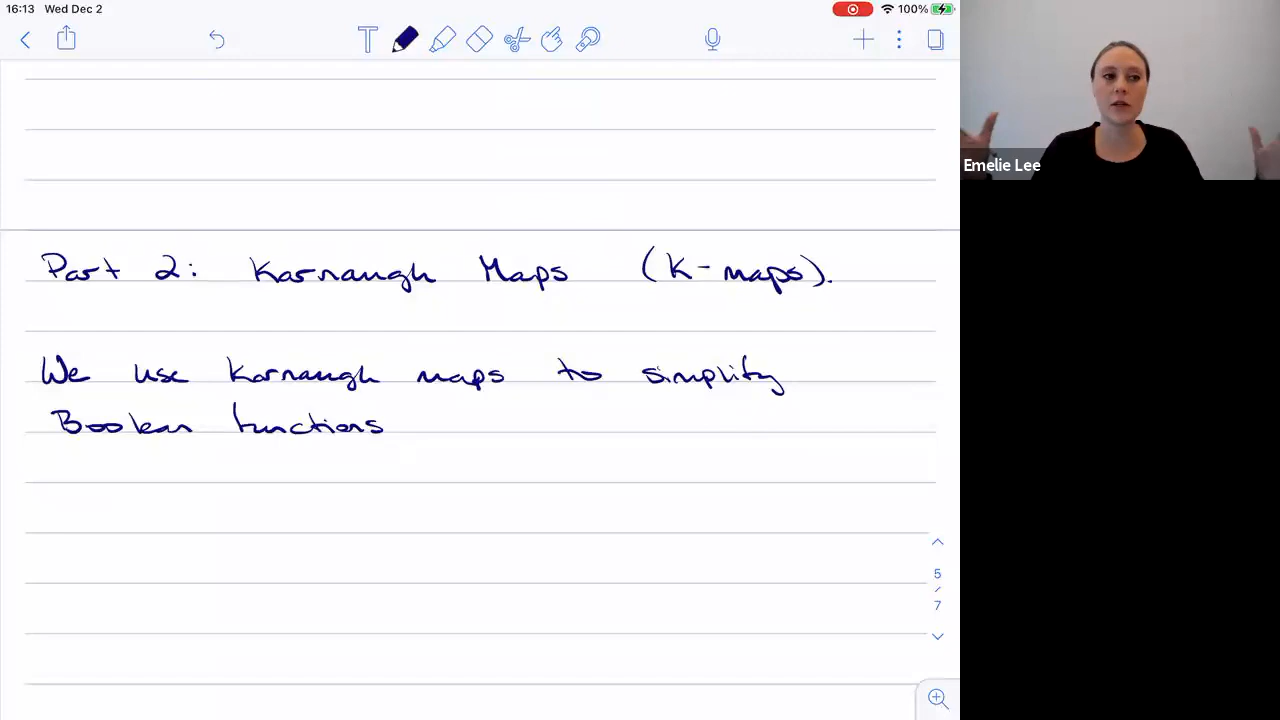 16:13 Wed Dec 2
100%
T
Emelie Lee
Part 2: Karnaugh Maps (K-maps).
We use Karnaugh maps to simplify
Boolean functions
5
/
7